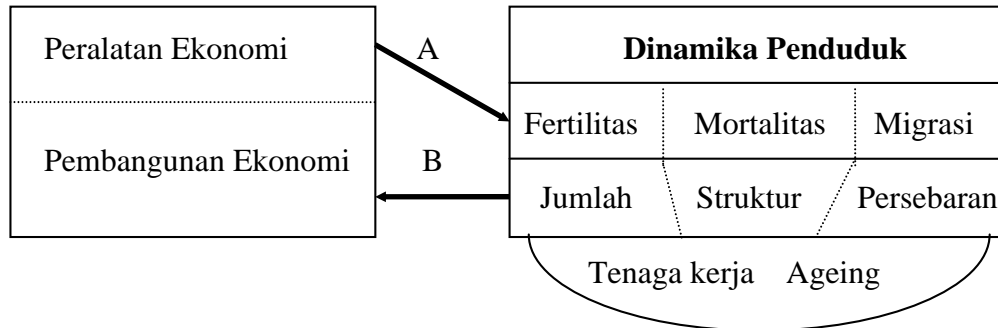 Peralatan Ekonomi
A
Dinamika Penduduk
Fertilitas Mortalitas Migrasi
Pembangunan Ekonomi
B
Jumlah Struktur Persebaran
Tenaga kerja Ageing